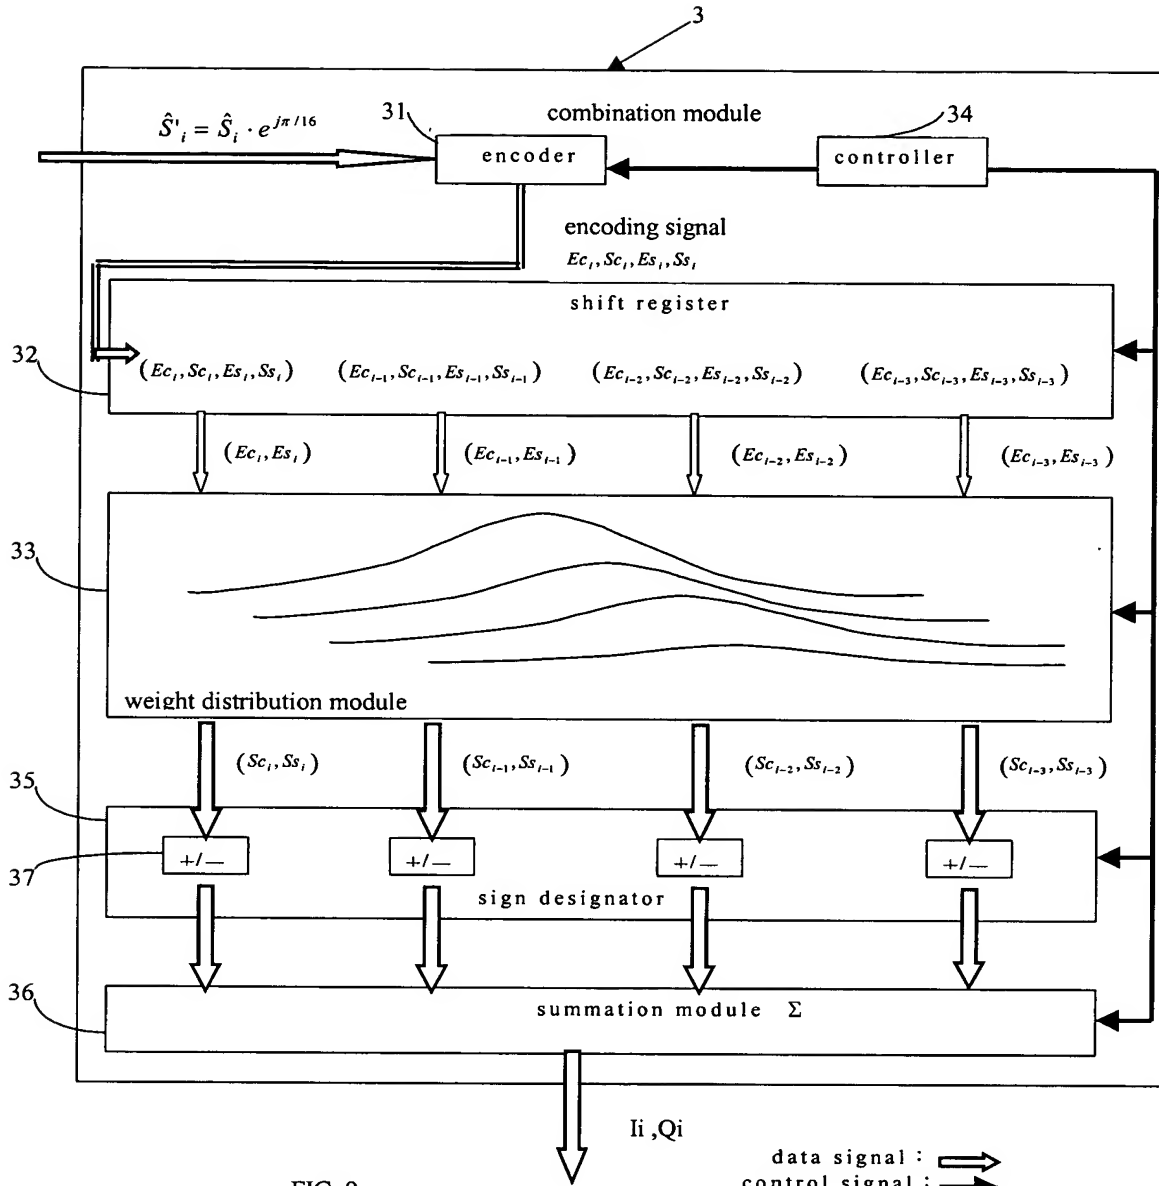 3
combination module
31
34
Ŝ'ᵢ = Ŝᵢ · e^{jπ/16}
encoder
controller
encoding signal
Ecᵢ, Scᵢ, Esᵢ, Ssᵢ
shift register
32
(Ecᵢ, Scᵢ, Esᵢ, Ssᵢ) (Ecᵢ₋₁, Scᵢ₋₁, Esᵢ₋₁, Ssᵢ₋₁) (Ecᵢ₋₂, Scᵢ₋₂, Esᵢ₋₂, Ssᵢ₋₂) (Ecᵢ₋₃, Scᵢ₋₃, Esᵢ₋₃, Ssᵢ₋₃)
(Ecᵢ, Esᵢ) (Ecᵢ₋₁, Esᵢ₋₁) (Ecᵢ₋₂, Esᵢ₋₂) (Ecᵢ₋₃, Esᵢ₋₃)
33
weight distribution module
(Scᵢ, Ssᵢ) (Scᵢ₋₁, Ssᵢ₋₁) (Scᵢ₋₂, Ssᵢ₋₂) (Scᵢ₋₃, Ssᵢ₋₃)
35
+/— +/— +/— +/—
37
sign designator
36
summation module Σ
Ii ,Qi
data signal :
control signal :